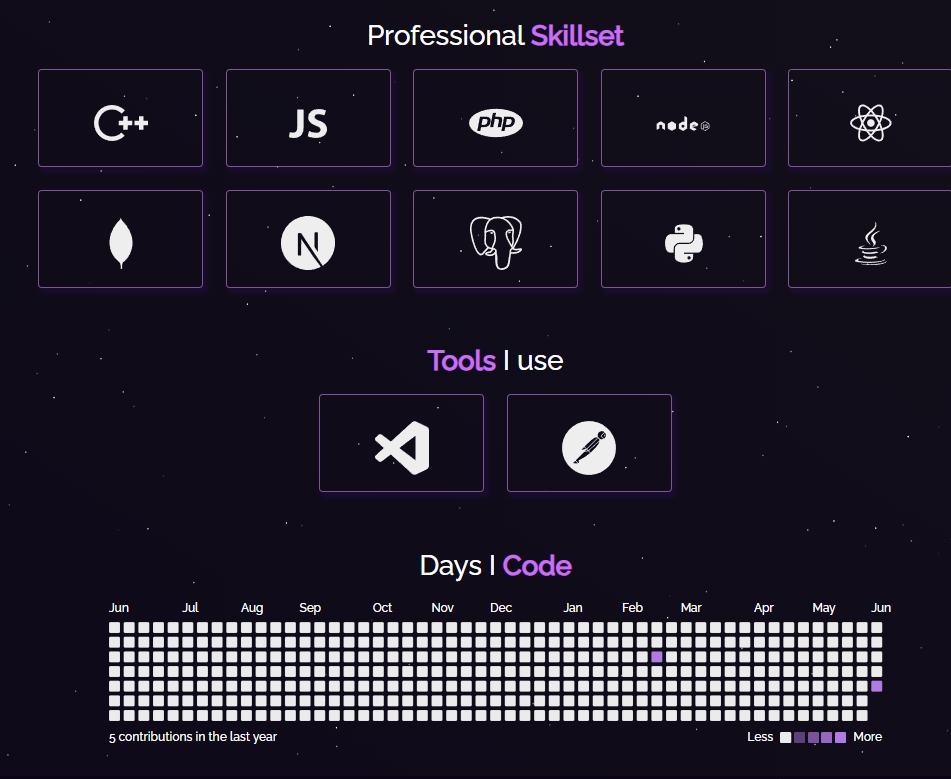 Professional Skillset
C++
JS
php
node JS
N
Tools I use
Days I Code
Jun Jul Aug Sep Oct Nov Dec Jan Feb Mar Apr May Jun
5 contributions in the last year
Less More